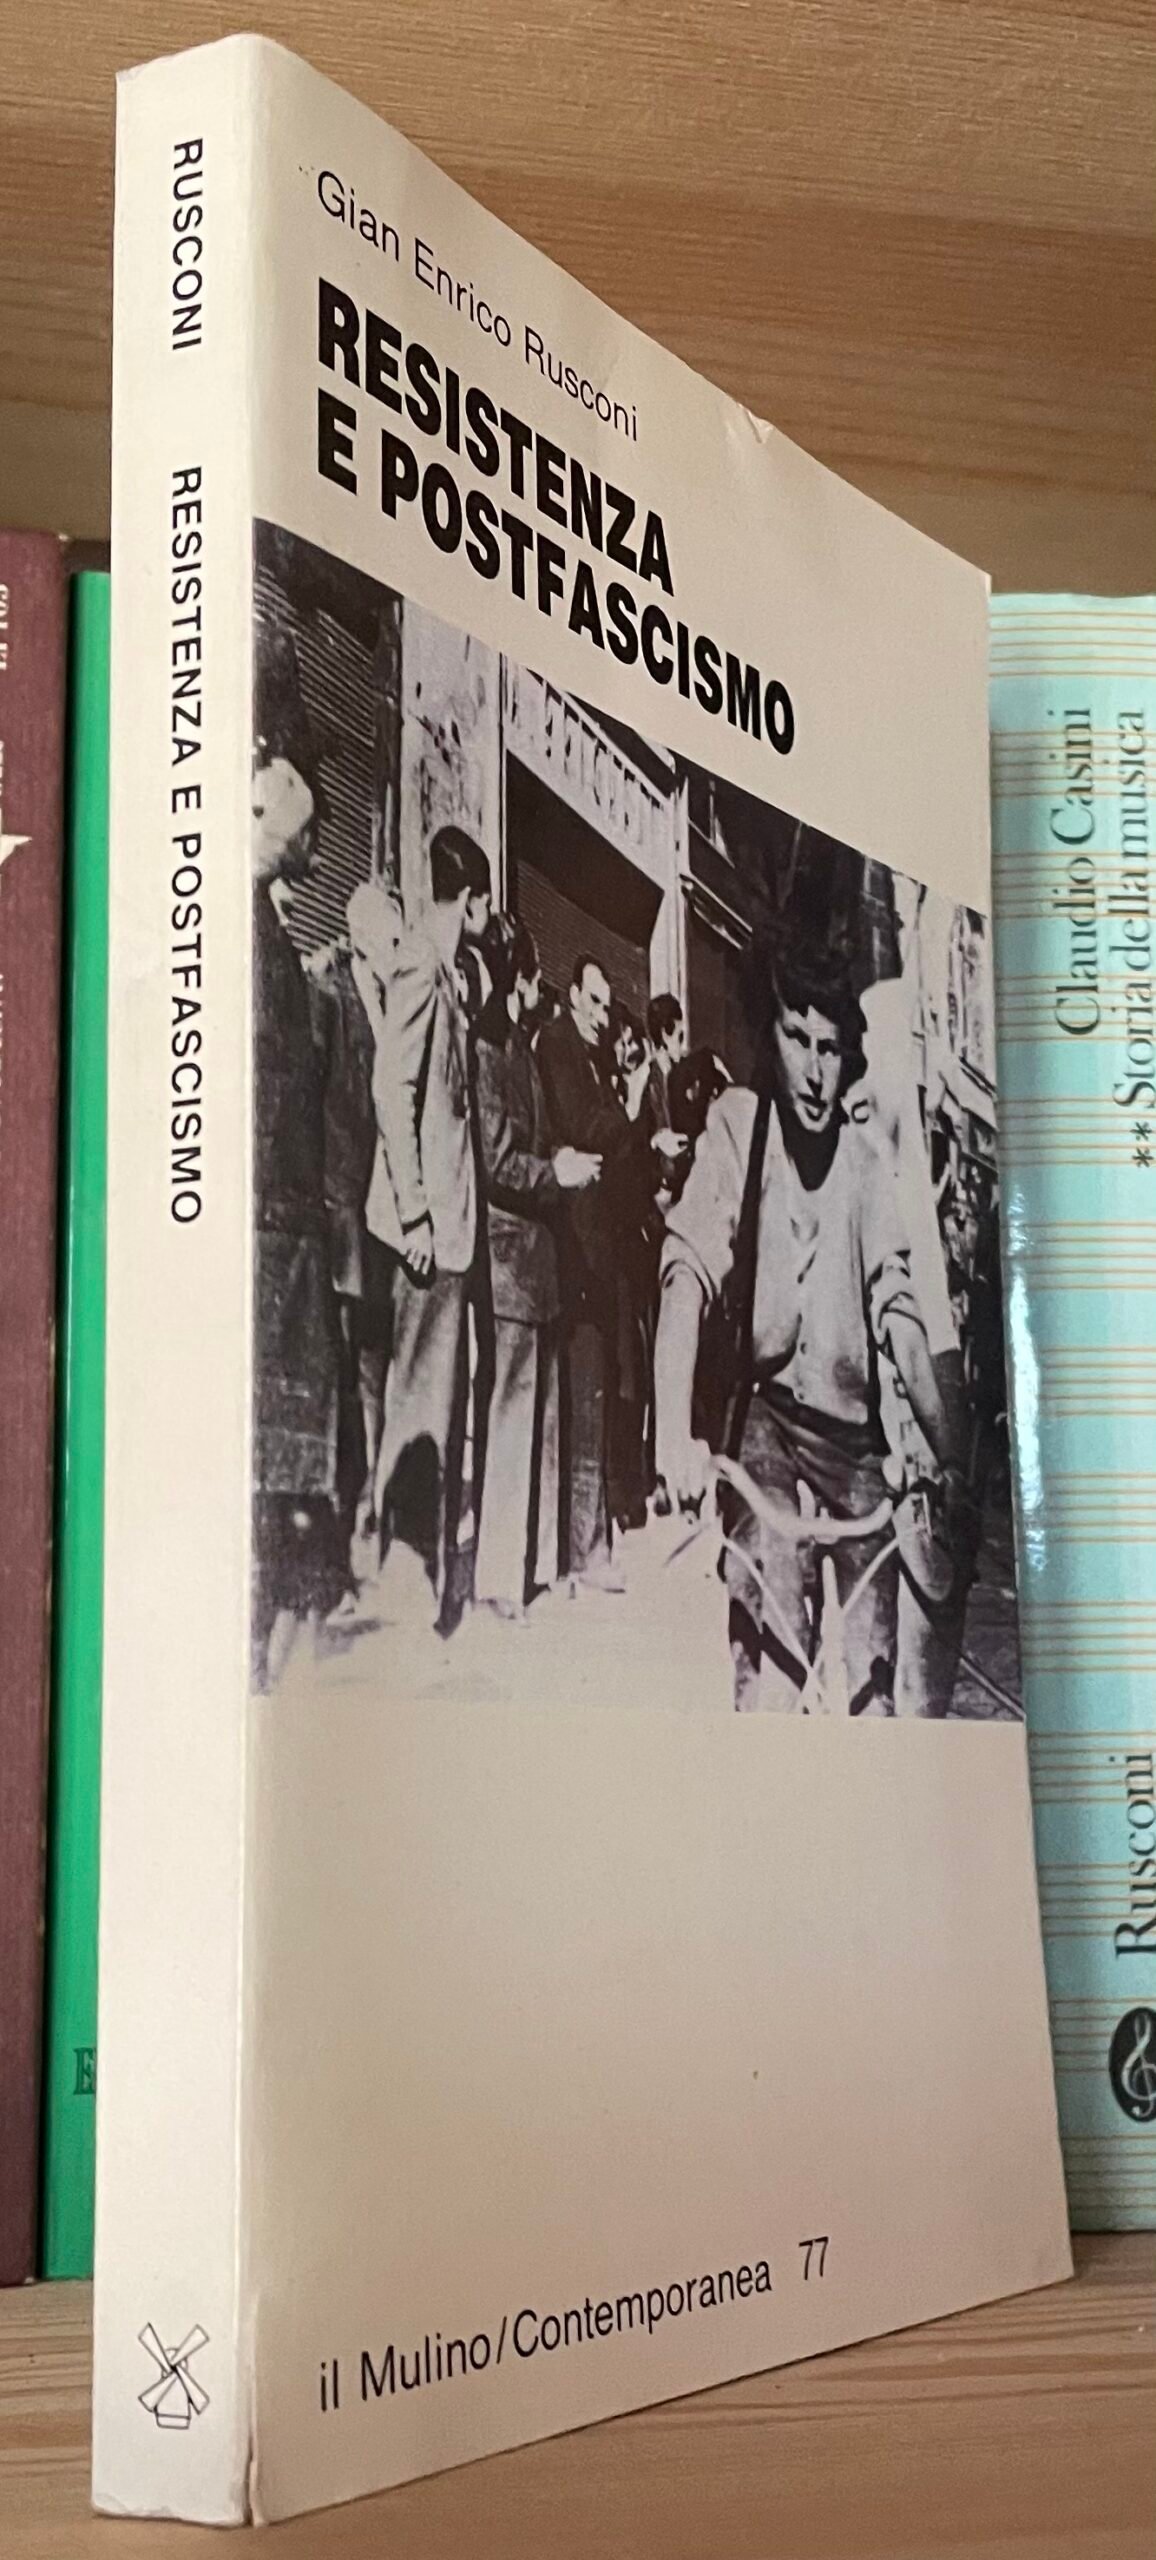 RUSCONI RESISTENZA E POSTFASCISMO
Gian Enrico Rusconi
RESISTENZA
E POSTFASCISMO
il Mulino/Contemporanea 77
Claudio Casini
** Storia della musica
Rusconi